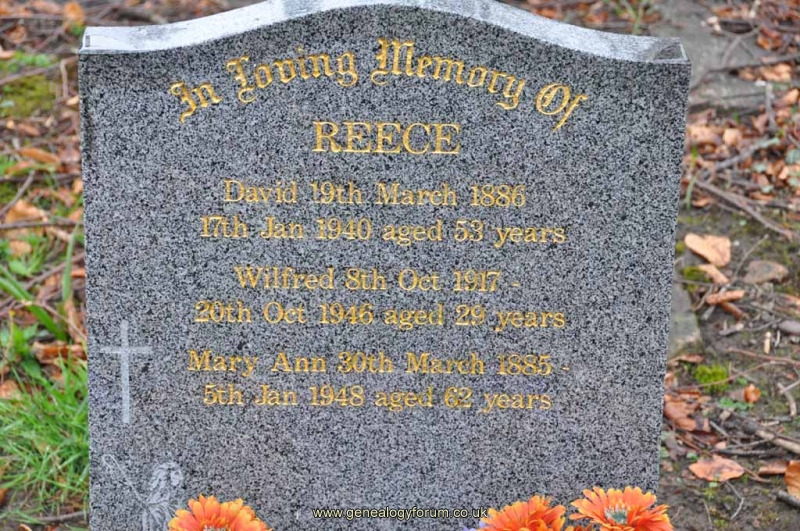 In Loving Memory Of
REECE
David 19th March 1886
17th Jan 1940 aged 53 years
Wilfred 8th Oct 1917 -
20th Oct 1946 aged 29 years
Mary Ann 30th March 1885 -
5th Jan 1948 aged 62 years
www.genealogyforum.co.uk